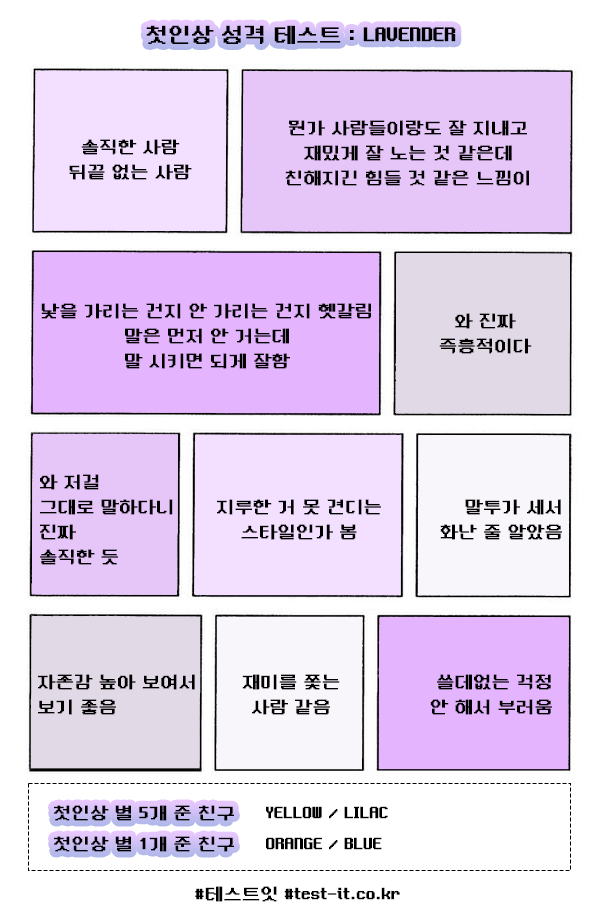 첫인상 성격 테스트 : LAVENDER
솔직한 사람
뒤끝 없는 사람
뭔가 사람들이랑도 잘 지내고
재밌게 잘 노는 것 같은데
친해지긴 힘들 것 같은 느낌이
낯을 가리는 건지 안 가리는 건지 헷갈림
말은 먼저 안 거는데
말 시키면 되게 잘함
와 진짜
즉흥적이다
와 저걸
그대로 말하다니
진짜
솔직한 듯
지루한 거 못 견디는
스타일인가 봄
말투가 세서
화난 줄 알았음
자존감 높아 보여서
보기 좋음
재미를 쫓는
사람 같음
쓸데없는 걱정
안 해서 부러움
첫인상 별 5개 준 친구 YELLOW / LILAC
첫인상 별 1개 준 친구 ORANGE / BLUE
#테스트잇 #test-it.co.kr